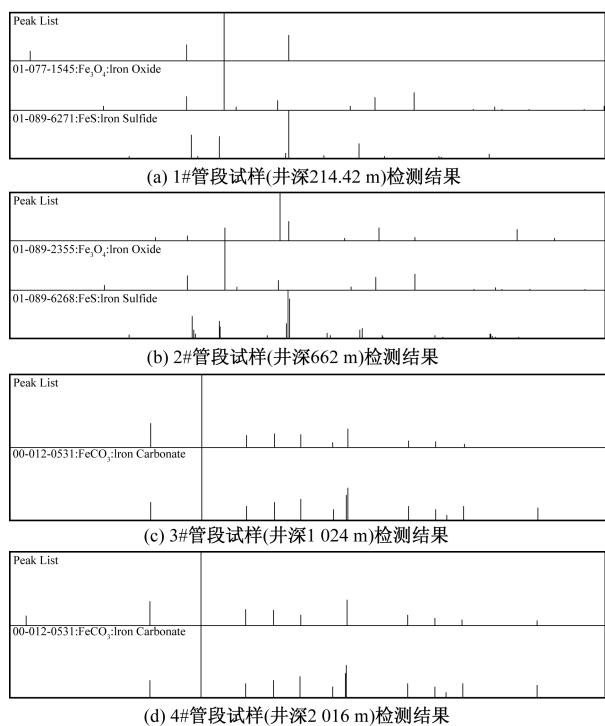 Peak List
01-077-1545:Fe₃O₄:Iron Oxide
01-089-6271:FeS:Iron Sulfide
(a) 1#管段试样(井深214.42 m)检测结果
Peak List
01-089-2355:Fe₃O₄:Iron Oxide
01-089-6268:FeS:Iron Sulfide
(b) 2#管段试样(井深662 m)检测结果
Peak List
00-012-0531:FeCO₃:Iron Carbonate
(c) 3#管段试样(井深1 024 m)检测结果
Peak List
00-012-0531:FeCO₃:Iron Carbonate
(d) 4#管段试样(井深2 016 m)检测结果